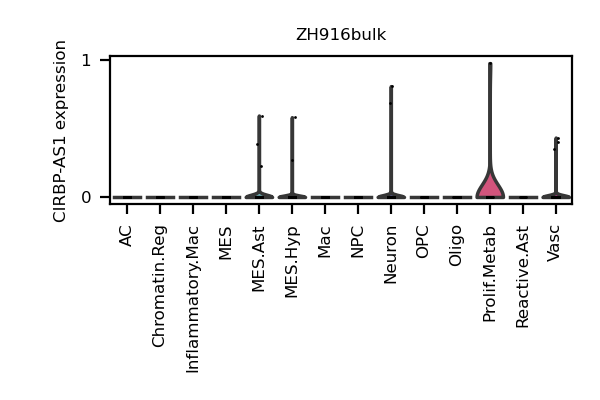 ZH916bulk
CIRBP-AS1 expression
1
0
AC
Chromatin.Reg
Inflammatory.Mac
MES
MES.Ast
MES.Hyp
Mac
NPC
Neuron
OPC
Oligo
Prolif.Metab
Reactive.Ast
Vasc